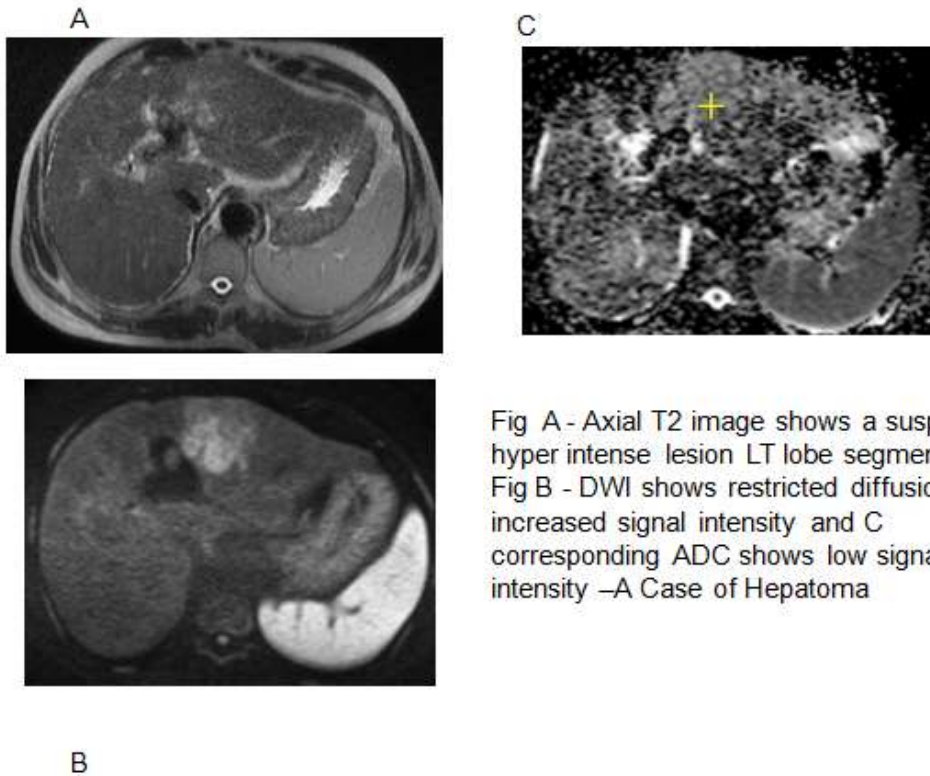 A
C
Fig A - Axial T2 image shows a
hyper intense lesion LT lobe
Fig B - DWI shows restricted
increased signal intensity and C
corresponding ADC shows low
intensity –A Case of Hepatoma
B